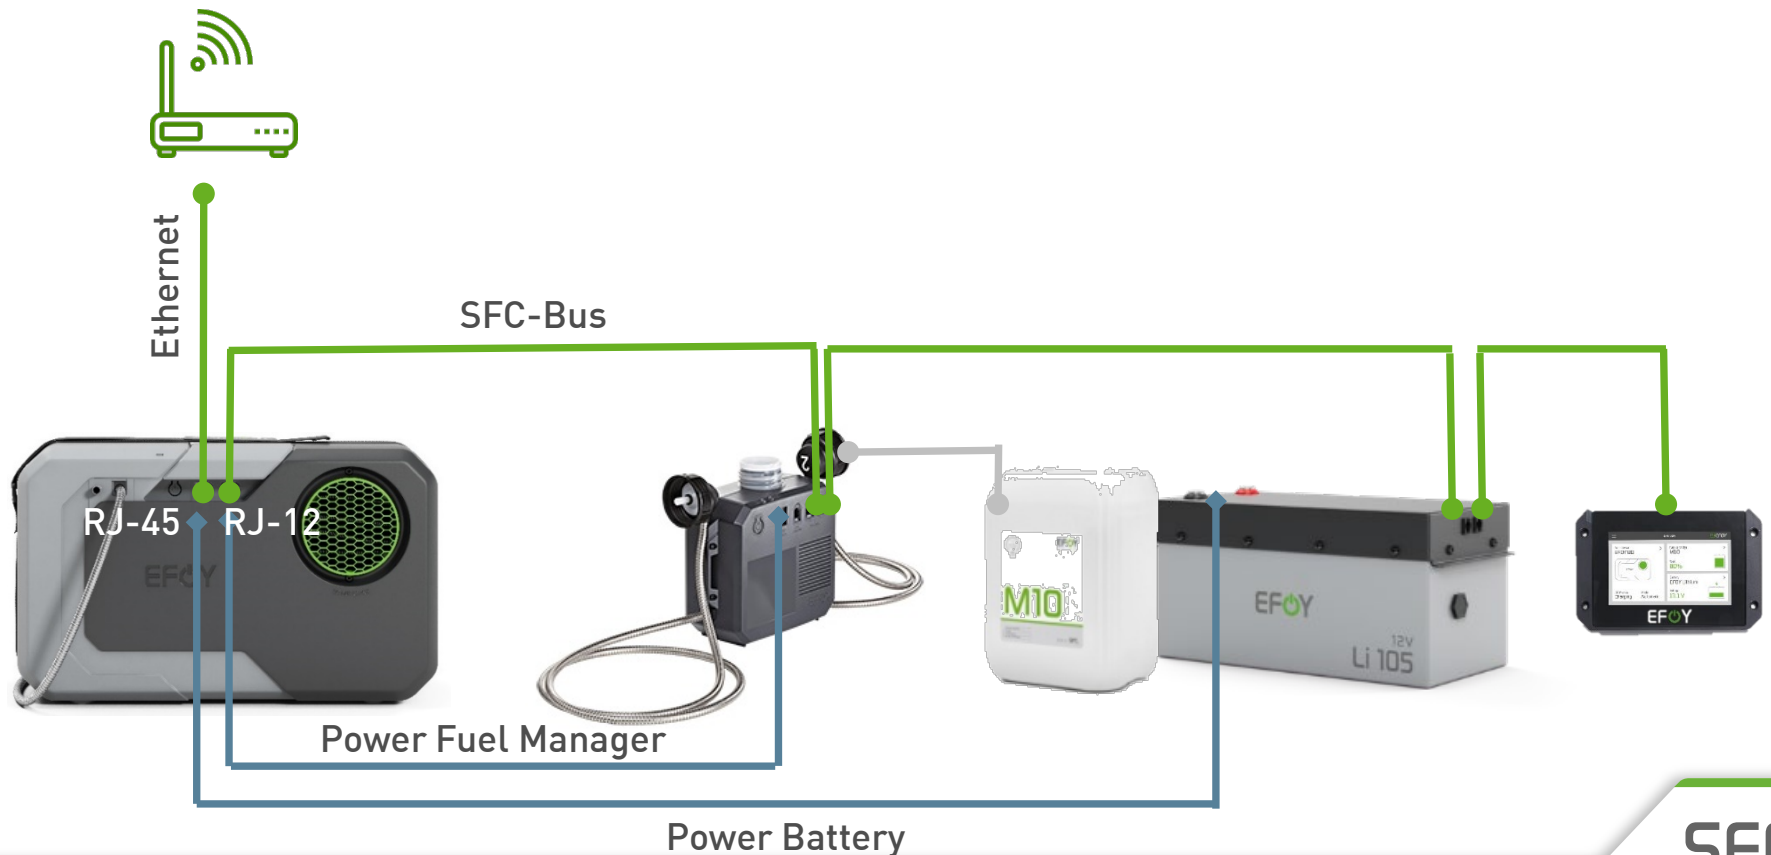 Ethernet
SFC-Bus
RJ-45
RJ-12
EFOY
2
M10
EFOY
12V
Li 105
EFOY
Power Fuel Manager
Power Battery